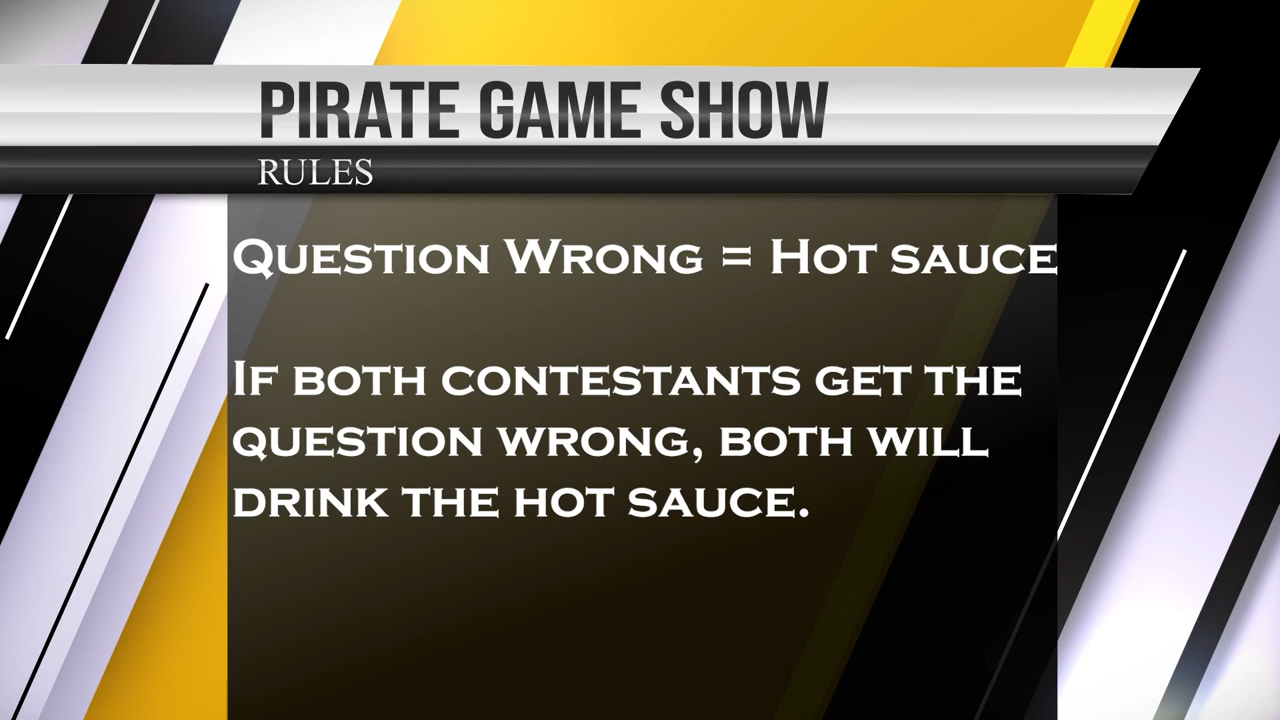 PIRATE GAME SHOW
RULES
QUESTION WRONG = HOT SAUCE
IF BOTH CONTESTANTS GET THE
QUESTION WRONG, BOTH WILL
DRINK THE HOT SAUCE.